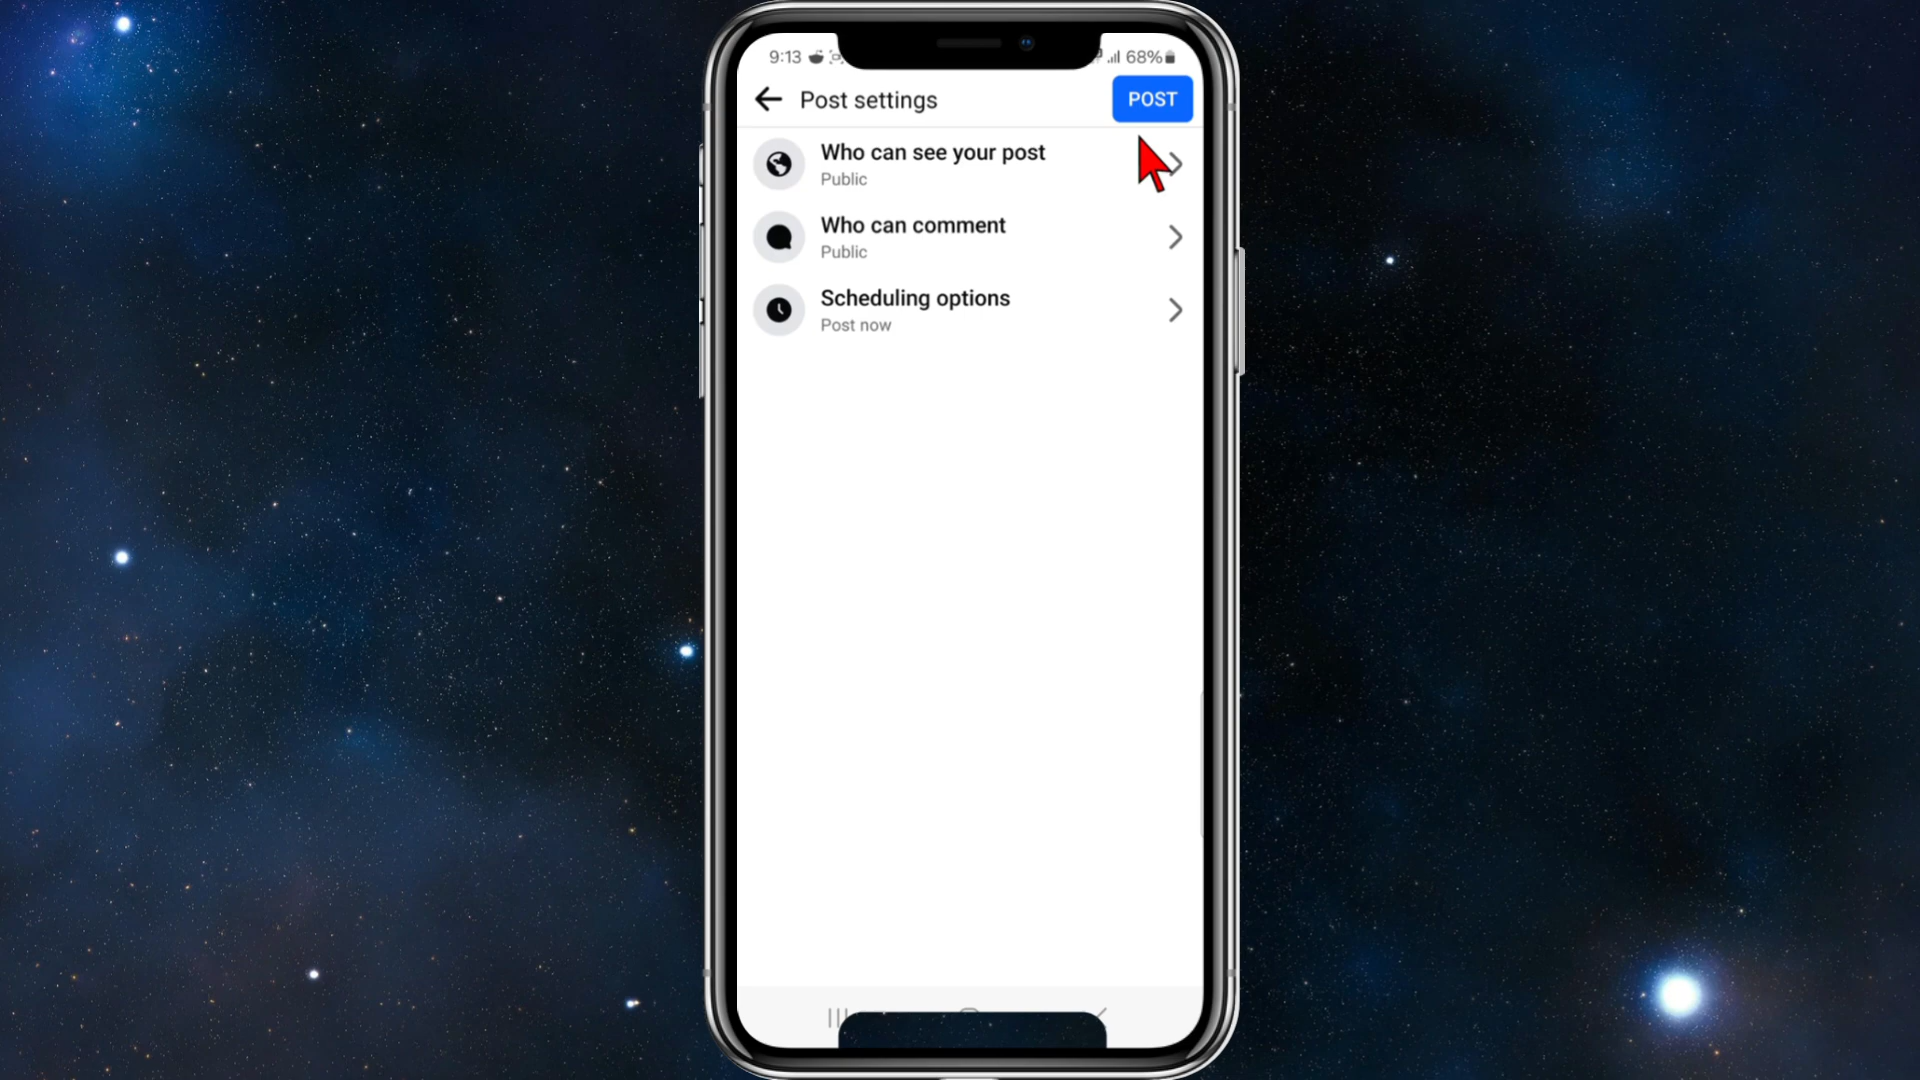 9:13 68%
Post settings POST
Who can see your post
Public
Who can comment
Public
Scheduling options
Post now